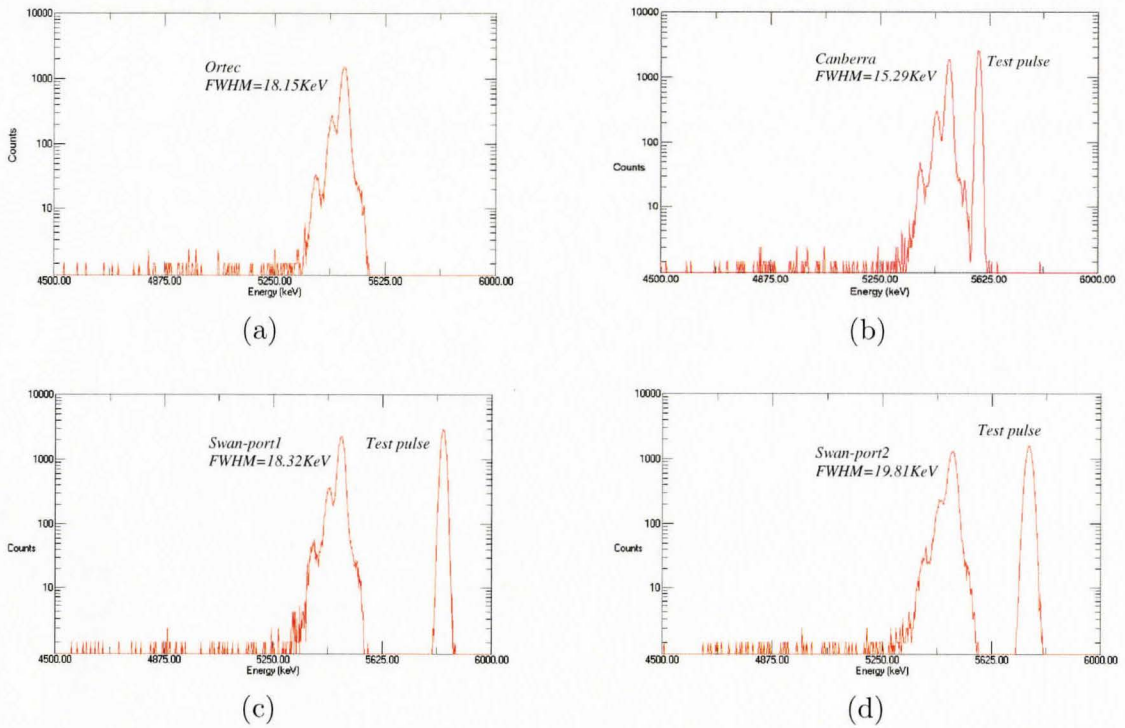 10000
1000
100
10
Counts
Ortec
FWHM=18.15KeV
4500.00 4875.00 5250.00 5625.00 6000.00
Energy (keV)
(a)
10000
1000
100
10
Counts
Canberra
FWHM=15.29KeV
Test pulse
4500.00 4875.00 5250.00 5625.00 6000.00
Energy (keV)
(b)
10000
1000
100
10
Counts
Swan-port1
FWHM=18.32KeV
Test pulse
4500.00 4875.00 5250.00 5625.00 6000.00
Energy (keV)
(c)
10000
1000
100
10
Counts
Swan-port2
FWHM=19.81KeV
Test pulse
4500.00 4875.00 5250.00 5625.00 6000.00
Energy (keV)
(d)